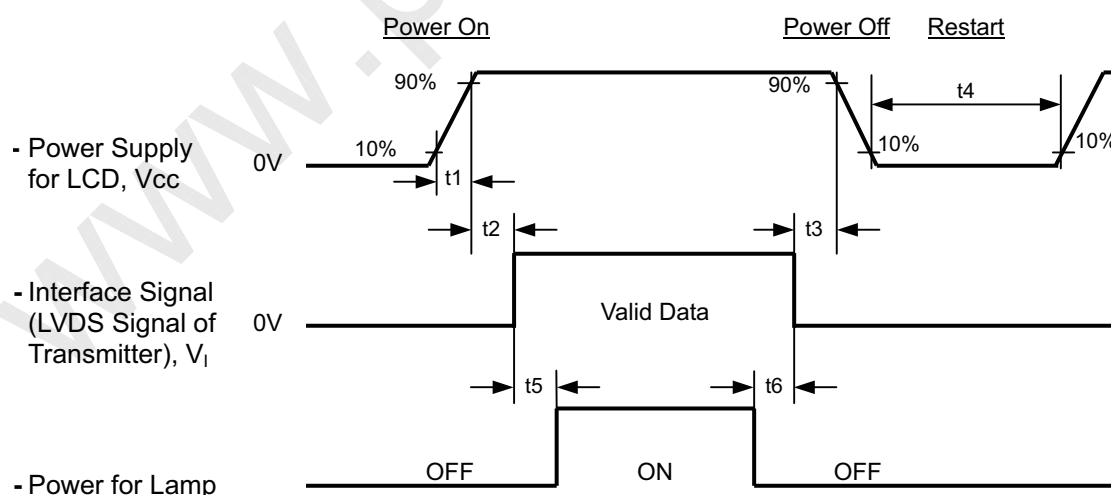 Power On
Power Off Restart
90%
90%
t4
- Power Supply
for LCD, Vcc
0V
10%
10%
10%
t1
t2
t3
- Interface Signal
(LVDS Signal of
Transmitter), VI
0V
Valid Data
t5
t6
- Power for Lamp
OFF
ON
OFF
www.p